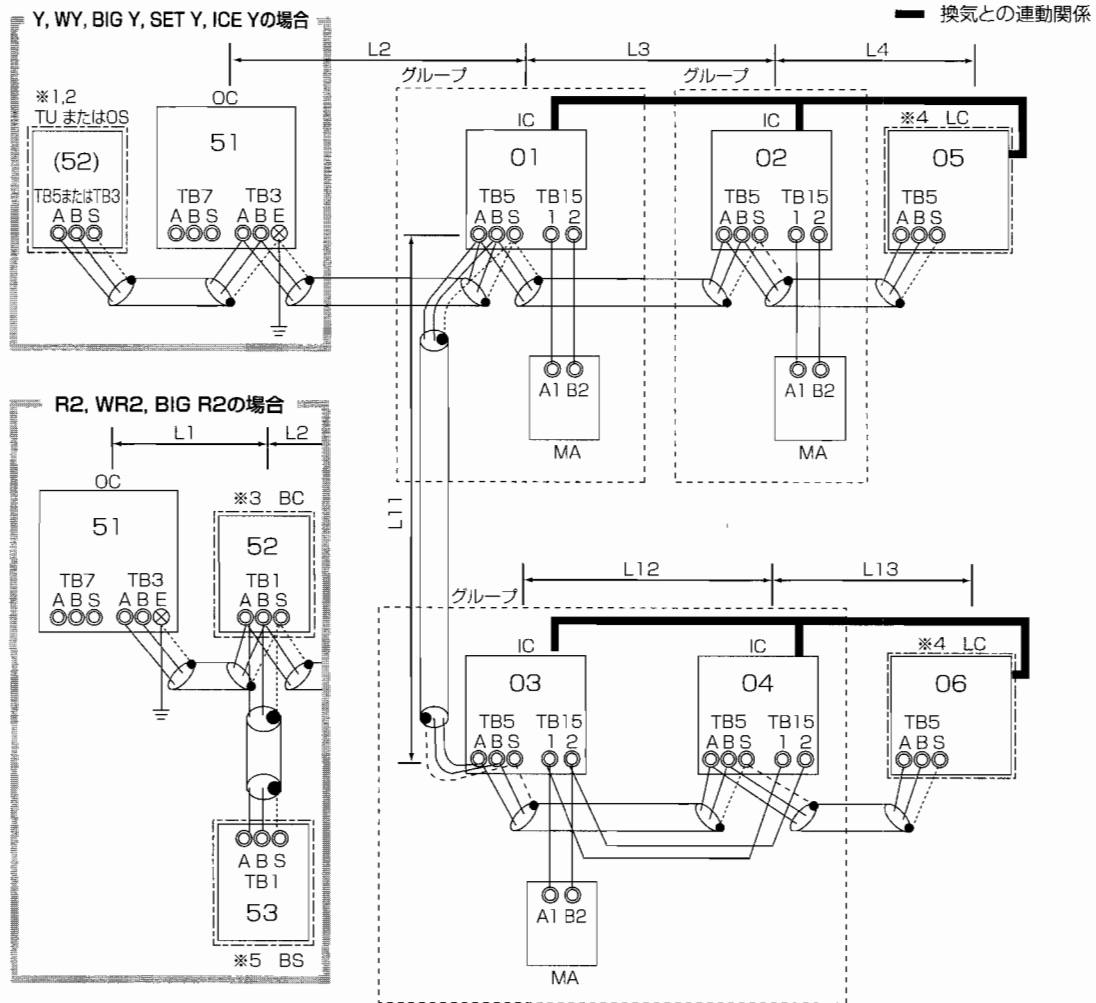 Y, WY, BIG Y, SET Y, ICE Yの場合
換気との連動関係
L2
L3
L4
グループ
グループ
※1,2
TU またはOS
OC
IC
IC
※4 LC
(52)
51
01
02
05
TB5またはTB3
TB7
TB3
TB5 TB15
TB5 TB15
TB5
A B S
A B S
A B E
A B S 1 2
A B S 1 2
A B S
A1 B2
A1 B2
MA
MA
R2, WR2, BIG R2の場合
L1
L2
OC
※3 BC
51
52
TB7
TB3
TB1
A B S
A B E
A B S
A B S
TB1
53
※5 BS
L11
L12
L13
グループ
IC
IC
※4 LC
03
04
06
TB5 TB15
TB5 TB15
TB5
A B S 1 2
A B S 1 2
A B S
A1 B2
MA